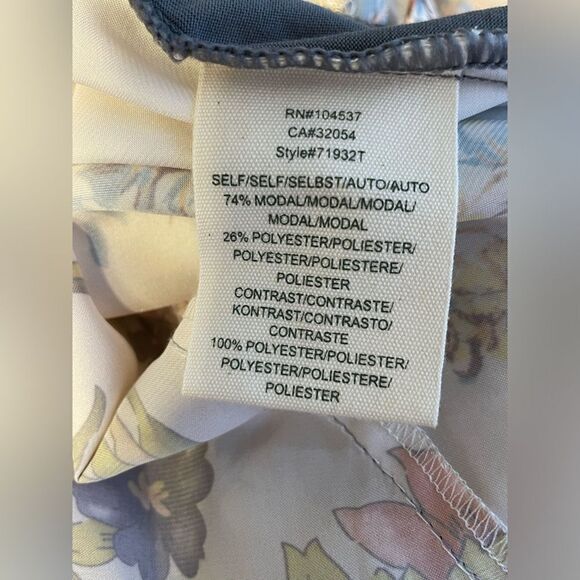 RN#104537
CA#32054
Style#71932T
SELF/SELF/SELBST/AUTO/AUTO
74% MODAL/MODAL/MODAL/
MODAL/MODAL
26% POLYESTER/POLIESTER/
POLYESTER/POLIESTERE/
POLIESTER
CONTRAST/CONTRASTE/
KONTRAST/CONTRASTO/
CONTRASTE
100% POLYESTER/POLIESTER/
POLYESTER/POLIESTERE/
POLIESTER